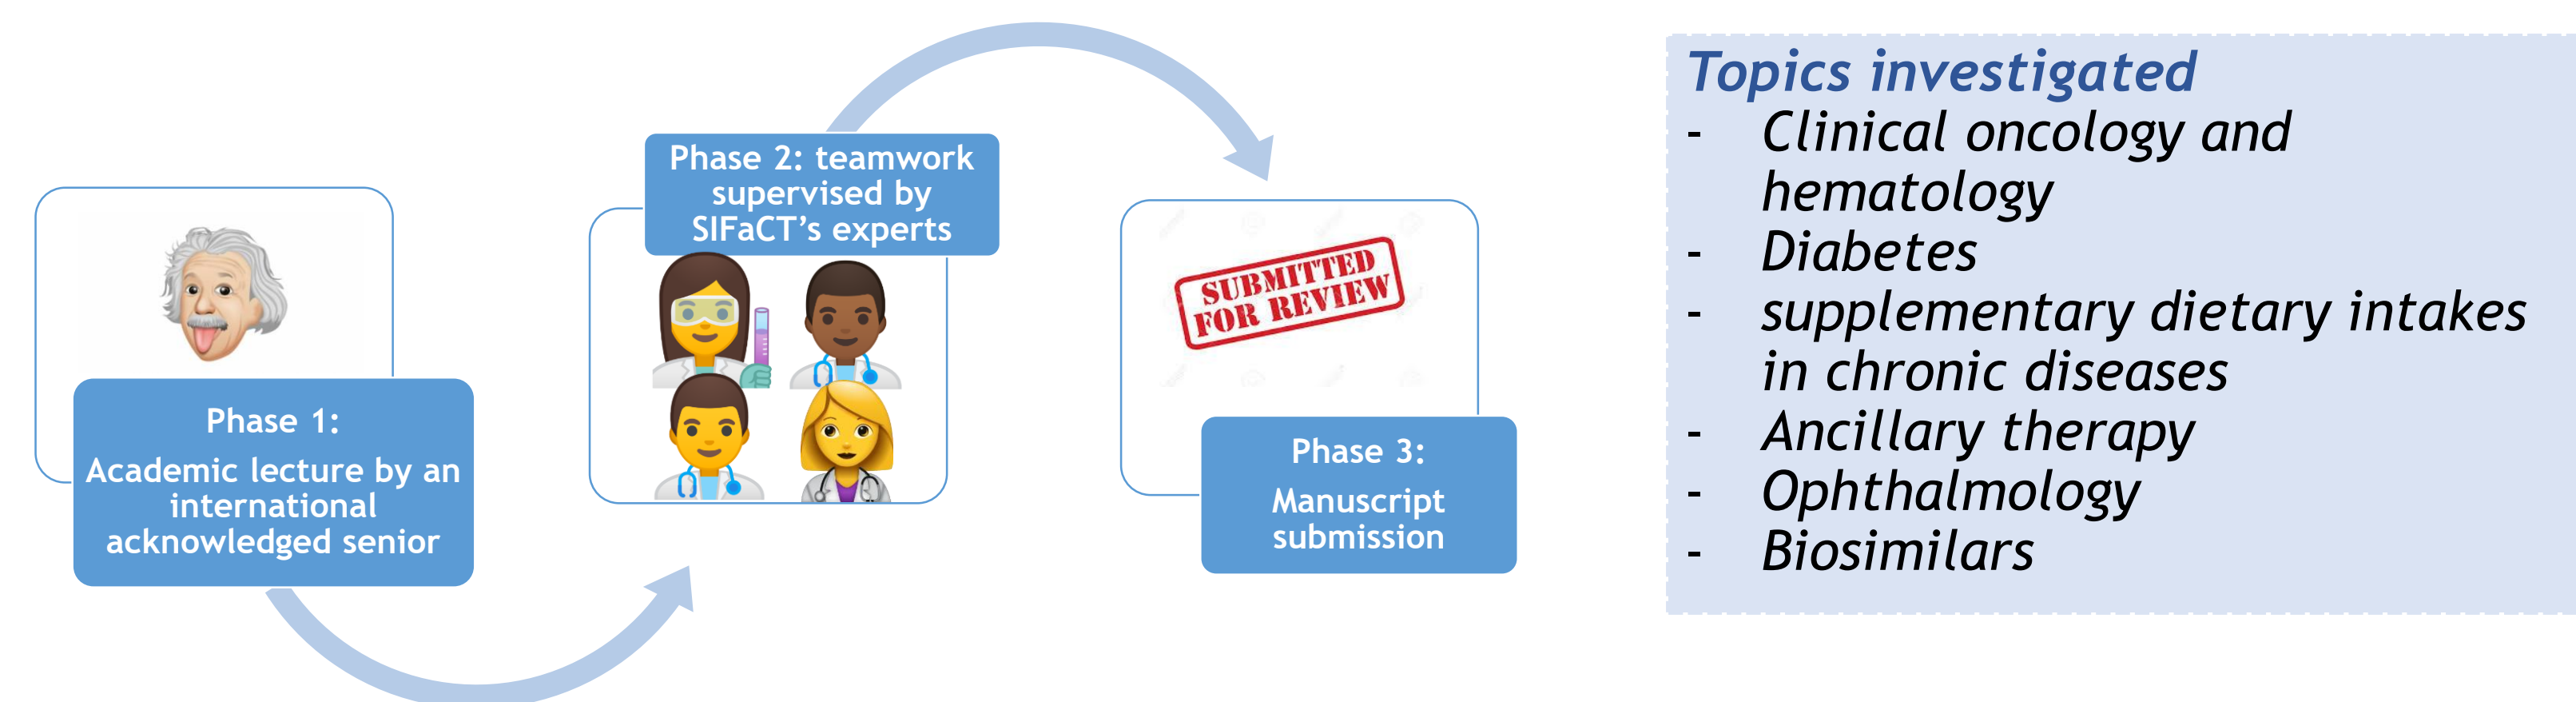 Phase 1:
Academic lecture by an
international
acknowledged senior
Phase 2: teamwork
supervised by
SIFaCT’s experts
SUBMITTED
FOR REVIEW
Phase 3:
Manuscript
submission
Topics investigated
- Clinical oncology and
hematology
- Diabetes
- supplementary dietary intakes
in chronic diseases
- Ancillary therapy
- Ophthalmology
- Biosimilars